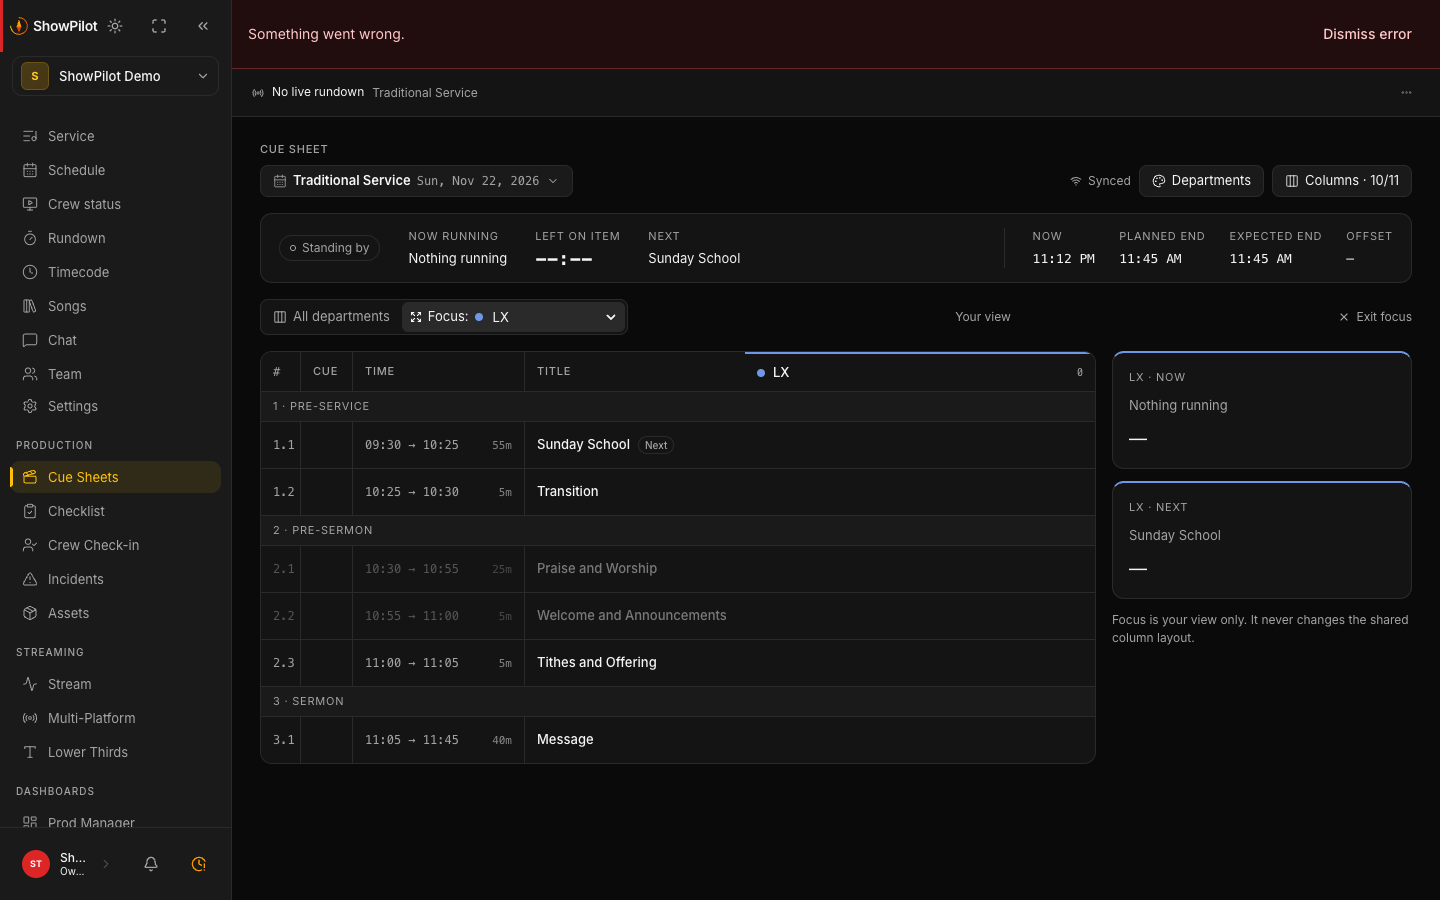 ShowPilot
S ShowPilot Demo
Service
Schedule
Crew status
Rundown
Timecode
Songs
Chat
Team
Settings
PRODUCTION
Cue Sheets
Checklist
Crew Check-in
Incidents
Assets
STREAMING
Stream
Multi-Platform
Lower Thirds
DASHBOARDS
Prod Manager
ST Sh...
Ow...
Something went wrong. Dismiss error
No live rundown Traditional Service
CUE SHEET
Traditional Service Sun, Nov 22, 2026
Synced Departments Columns · 10/11
Standing by
NOW RUNNING LEFT ON ITEM NEXT NOW PLANNED END EXPECTED END OFFSET
Nothing running ––:–– Sunday School 11:12 PM 11:45 AM 11:45 AM –
All departments Focus: LX Your view Exit focus
# CUE TIME TITLE LX 0
1 · PRE-SERVICE
1.1 09:30 → 10:25 55m Sunday School Next
1.2 10:25 → 10:30 5m Transition
2 · PRE-SERMON
2.1 10:30 → 10:55 25m Praise and Worship
2.2 10:55 → 11:00 5m Welcome and Announcements
2.3 11:00 → 11:05 5m Tithes and Offering
3 · SERMON
3.1 11:05 → 11:45 40m Message
LX · NOW
Nothing running
—
LX · NEXT
Sunday School
—
Focus is your view only. It never changes the shared
column layout.